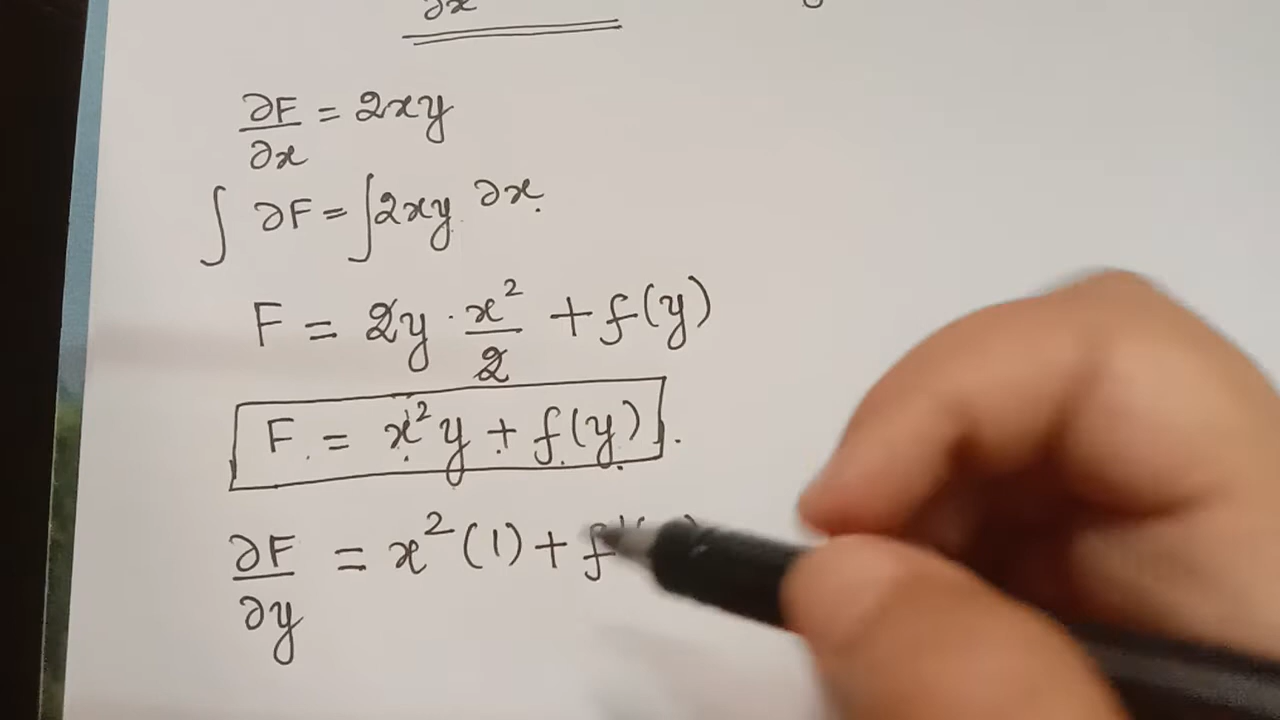 ∂x
∂F/∂x = 2xy
∫ ∂F = ∫2xy ∂x.
F = 2y · x²/2 + f(y)
F = x²y + f(y).
∂F/∂y = x²(1) + f'